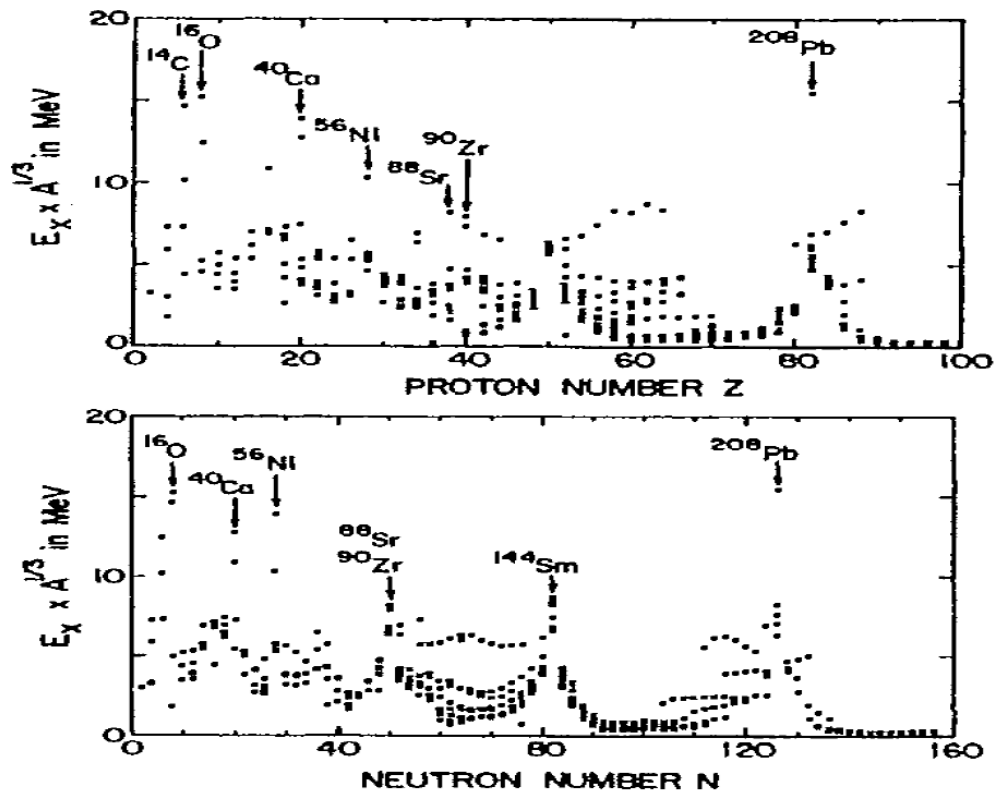 20
¹⁶O
²⁰⁸Pb
¹⁴C
⁴⁰Ca
⁵⁶Ni
⁹⁰Zr
⁸⁸Sr
10
Eₓ x A^1/3 in MeV
0
0 20 40 60 80 100
PROTON NUMBER Z
20
¹⁶O
⁵⁶Ni
²⁰⁸Pb
⁴⁰Ca
⁸⁸Sr
⁹⁰Zr
¹⁴⁴Sm
10
Eₓ x A^1/3 in MeV
0
0 40 80 120 160
NEUTRON NUMBER N